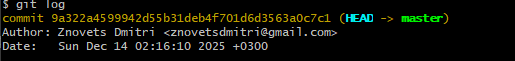 $ git log
commit 9a322a4599942d55b31deb4f701d6d3563a0c7c1 (HEAD -> master)
Author: Znovets Dmitri <znovetsdmitri@gmail.com>
Date:   Sun Dec 14 02:16:10 2025 +0300